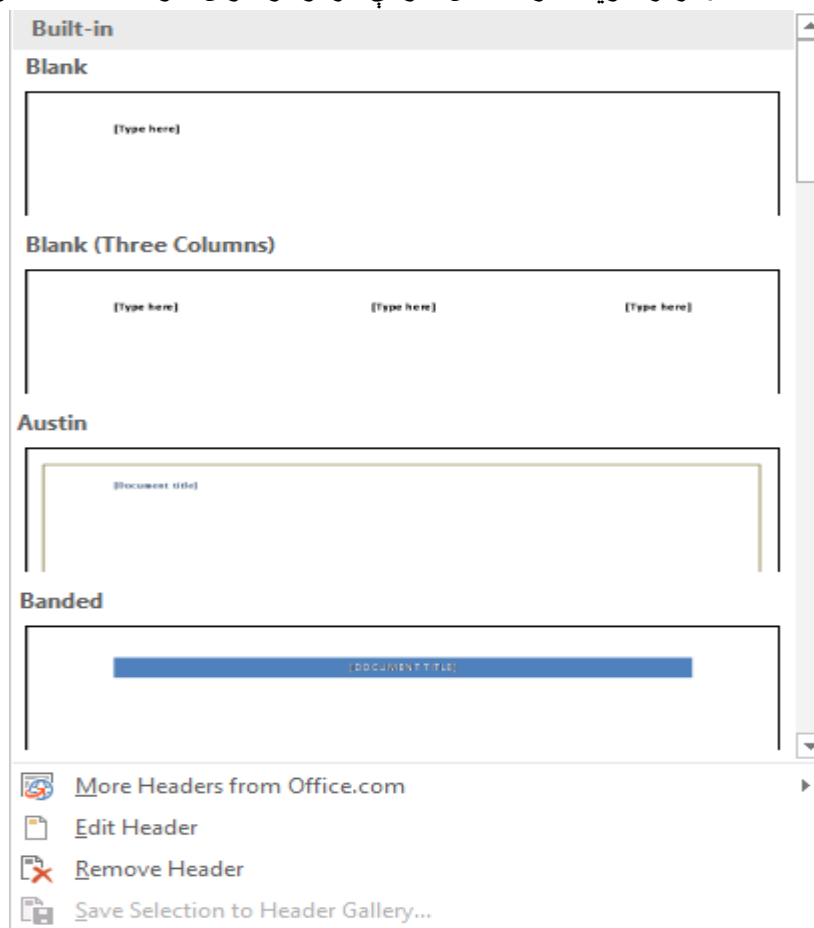 Built-in
Blank
[Type here]
Blank (Three Columns)
[Type here] [Type here] [Type here]
Austin
[Document title]
Banded
[DOCUMENT TITLE]
More Headers from Office.com
Edit Header
Remove Header
Save Selection to Header Gallery...